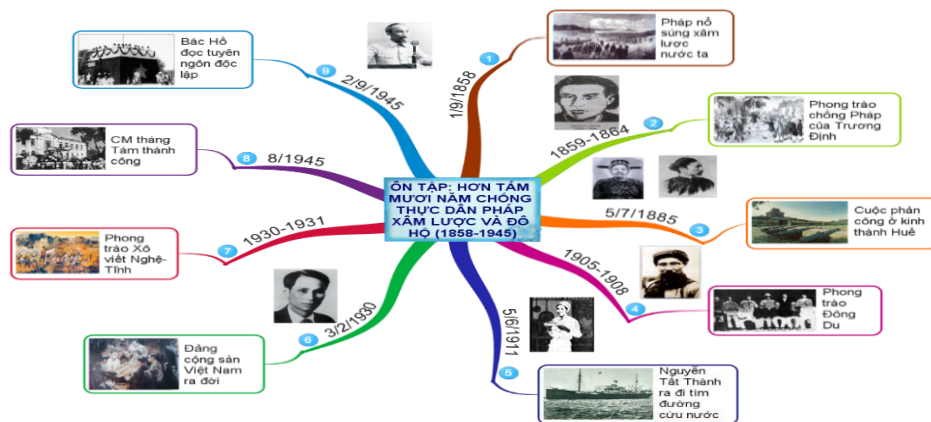 ÔN TẬP: HƠN TÁM
MƯƠI NĂM CHỐNG
THỰC DÂN PHÁP
XÂM LƯỢC VÀ ĐÔ
HỘ (1858-1945)
1
1/9/1858
Pháp nổ
súng xâm
lược
nước ta
2
1859-1864
Phong trào
chống Pháp
của Trương
Định
3
5/7/1885
Cuộc phản
công ở kinh
thành Huế
4
1905-1908
Phong
trào
Đông
Du
5
5/6/1911
Nguyễn
Tất Thành
ra đi tìm
đường
cứu nước
6
3/2/1930
Đảng
cộng sản
Việt Nam
ra đời
7
1930-1931
Phong
trào Xô
viết Nghệ-
Tĩnh
8
8/1945
CM tháng
Tám thành
công
9
2/9/1945
Bác Hồ
đọc tuyên
ngôn độc
lập